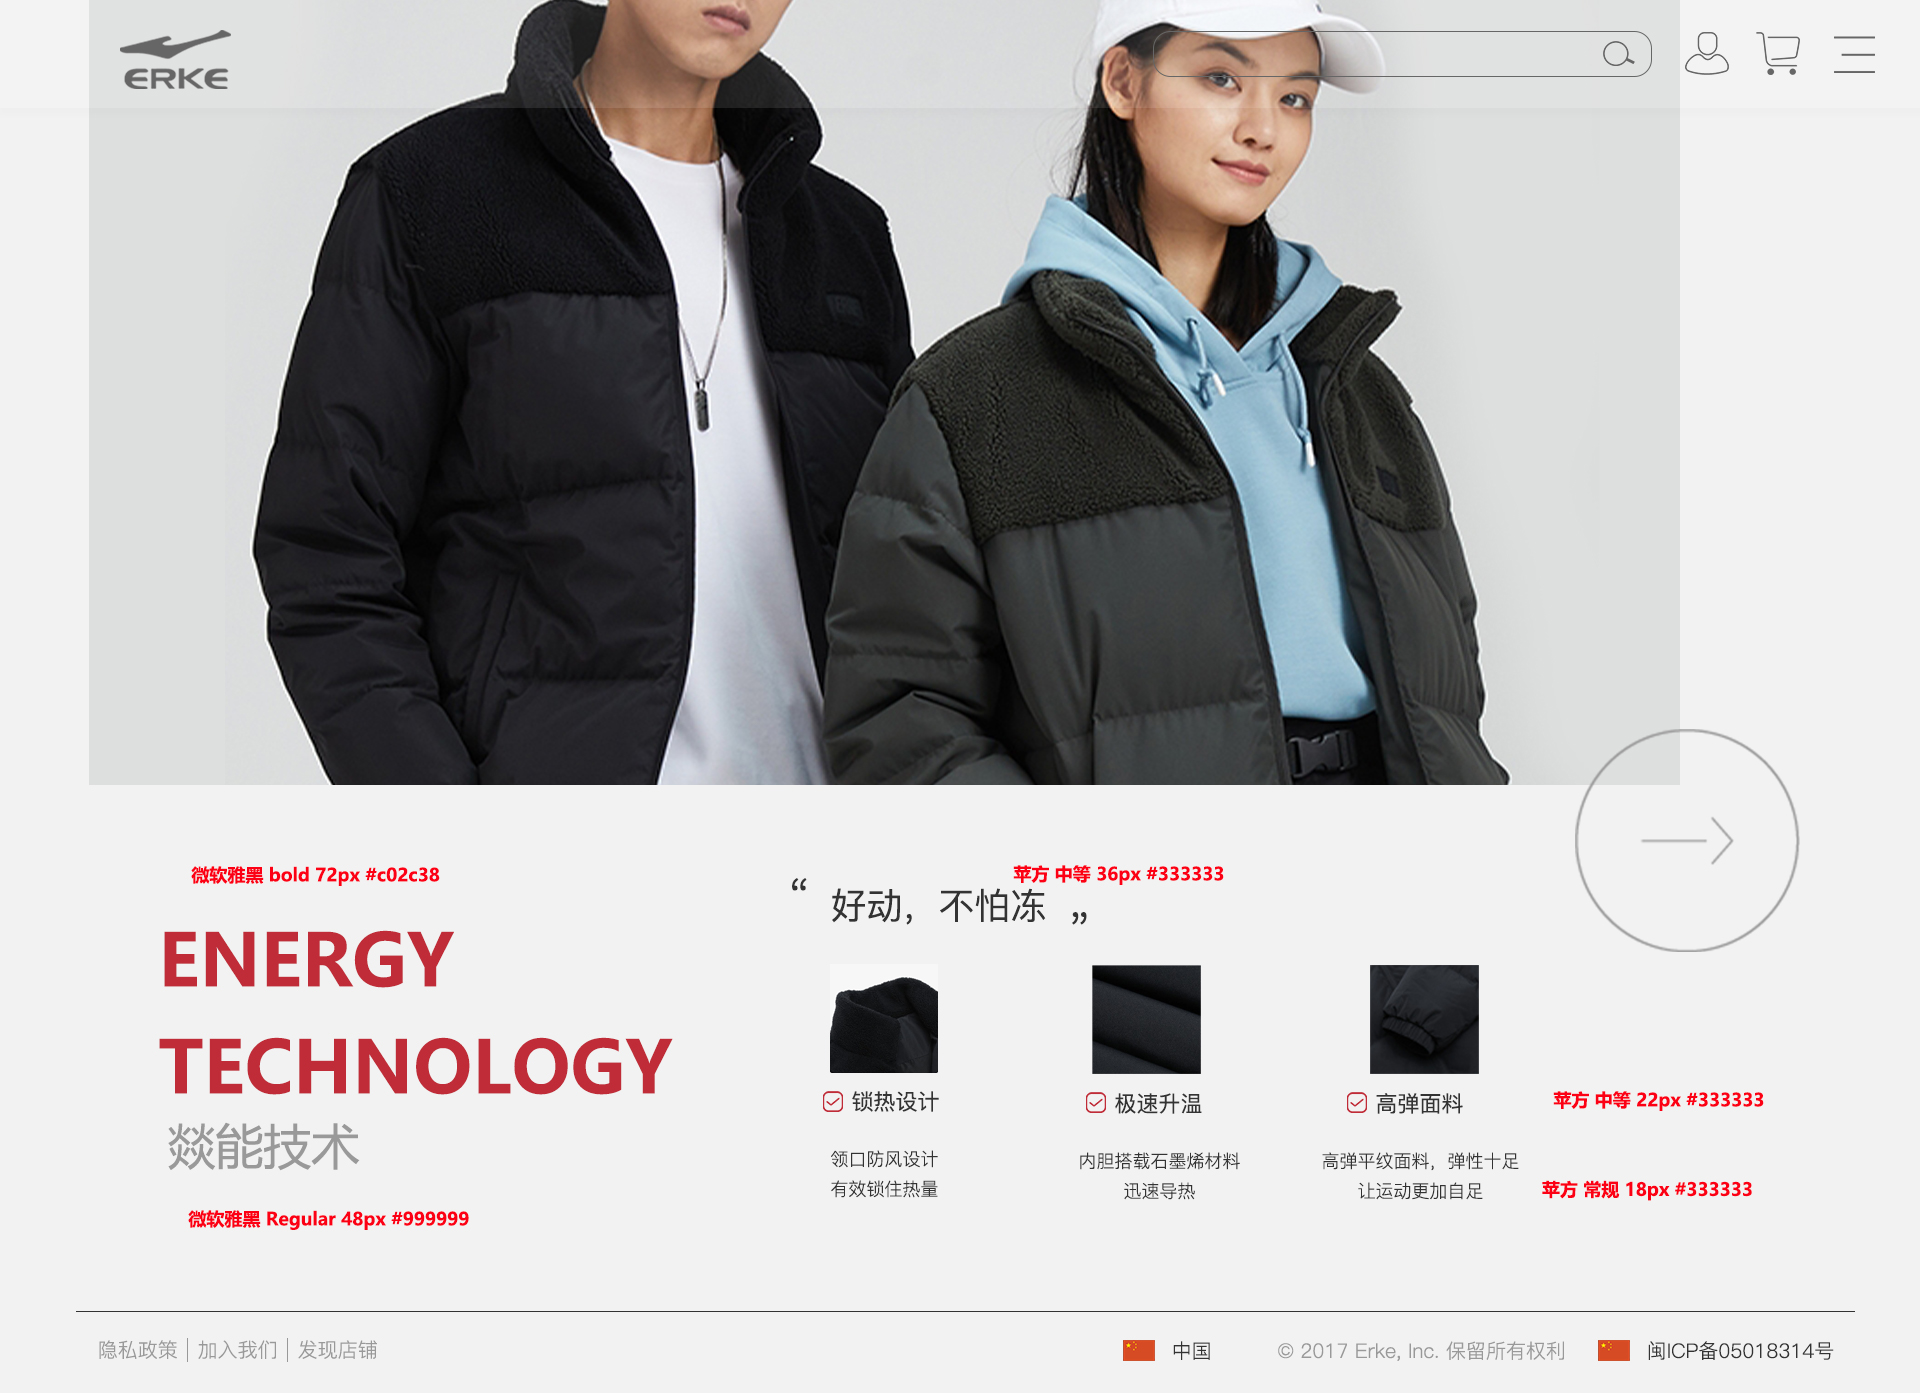 ERKE
微软雅黑 bold 72px #c02c38
ENERGY
TECHNOLOGY
燚能技术
微软雅黑 Regular 48px #999999
苹方 中等 36px #333333
“ 好动，不怕冻 ”
锁热设计
领口防风设计
有效锁住热量
极速升温
内胆搭载石墨烯材料
迅速导热
高弹面料
高弹平纹面料，弹性十足
让运动更加自足
苹方 中等 22px #333333
苹方 常规 18px #333333
隐私政策 | 加入我们 | 发现店铺
中国
© 2017 Erke, Inc. 保留所有权利
闽ICP备05018314号